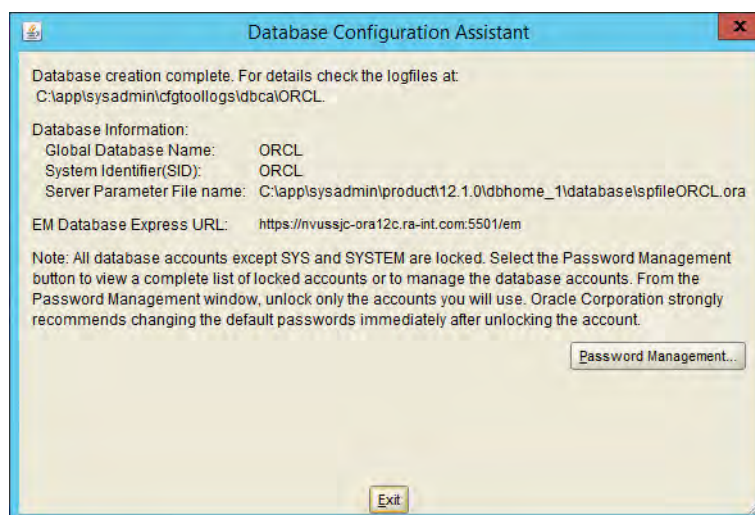 Database Configuration Assistant
x
Database creation complete. For details check the logfiles at:
C:\app\sysadmin\cfgtoollogs\dbca\ORCL.
Database Information:
Global Database Name: ORCL
System Identifier(SID): ORCL
Server Parameter File name: C:\app\sysadmin\product\12.1.0\dbhome_1\database\spfileORCL.ora
EM Database Express URL: https://nvussjc-ora12c.ra-int.com:5501/em
Note: All database accounts except SYS and SYSTEM are locked. Select the Password Management
button to view a complete list of locked accounts or to manage the database accounts. From the
Password Management window, unlock only the accounts you will use. Oracle Corporation strongly
recommends changing the default passwords immediately after unlocking the account.
Password Management...
Exit